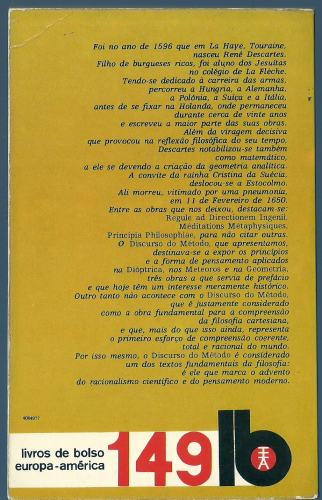 Foi no ano de 1596 que em La Haye, Touraine,
nasceu René Descartes.
Filho de burgueses ricos, foi aluno dos Jesuítas
no colégio de La Flèche.
Tendo-se dedicado à carreira das armas,
percorreu a Hungria, a Alemanha,
a Polónia, a Suíça e a Itália,
antes de se fixar na Holanda, onde permaneceu
durante cerca de vinte anos
e escreveu a maior parte das suas obras.
Além da viragem decisiva
que provocou na reflexão filosófica do seu tempo,
Descartes notabilizou-se também
como matemático,
a ele se devendo a criação da geometria analítica.
A convite da rainha Cristina da Suécia,
deslocou-se a Estocolmo.
Ali morreu, vitimado por uma pneumonia,
em 11 de Fevereiro de 1650.
Entre as obras que nos deixou, destacam-se:
Regule ad Directionem Ingenii,
Méditations Métaphysiques,
Principia Philosophiae, para não citar outras.
O Discurso do Método, que apresentamos,
destinava-se a expor os princípios
e a forma de pensamento aplicados
na Dióptrica, nos Meteoros e na Geometria,
três obras a que servia de prefácio
e que hoje têm um interesse meramente histórico.
Outro tanto não acontece com o Discurso do Método,
que é justamente considerado
como a obra fundamental para a compreensão
da filosofia cartesiana,
e que, mais do que isso ainda, representa
o primeiro esforço de compreensão coerente,
total e racional do mundo.
Por isso mesmo, o Discurso do Método é considerado
um dos textos fundamentais da filosofia:
é ele que marca o advento
do racionalismo científico e do pensamento moderno.
livros de bolso
europa-américa
149
lb